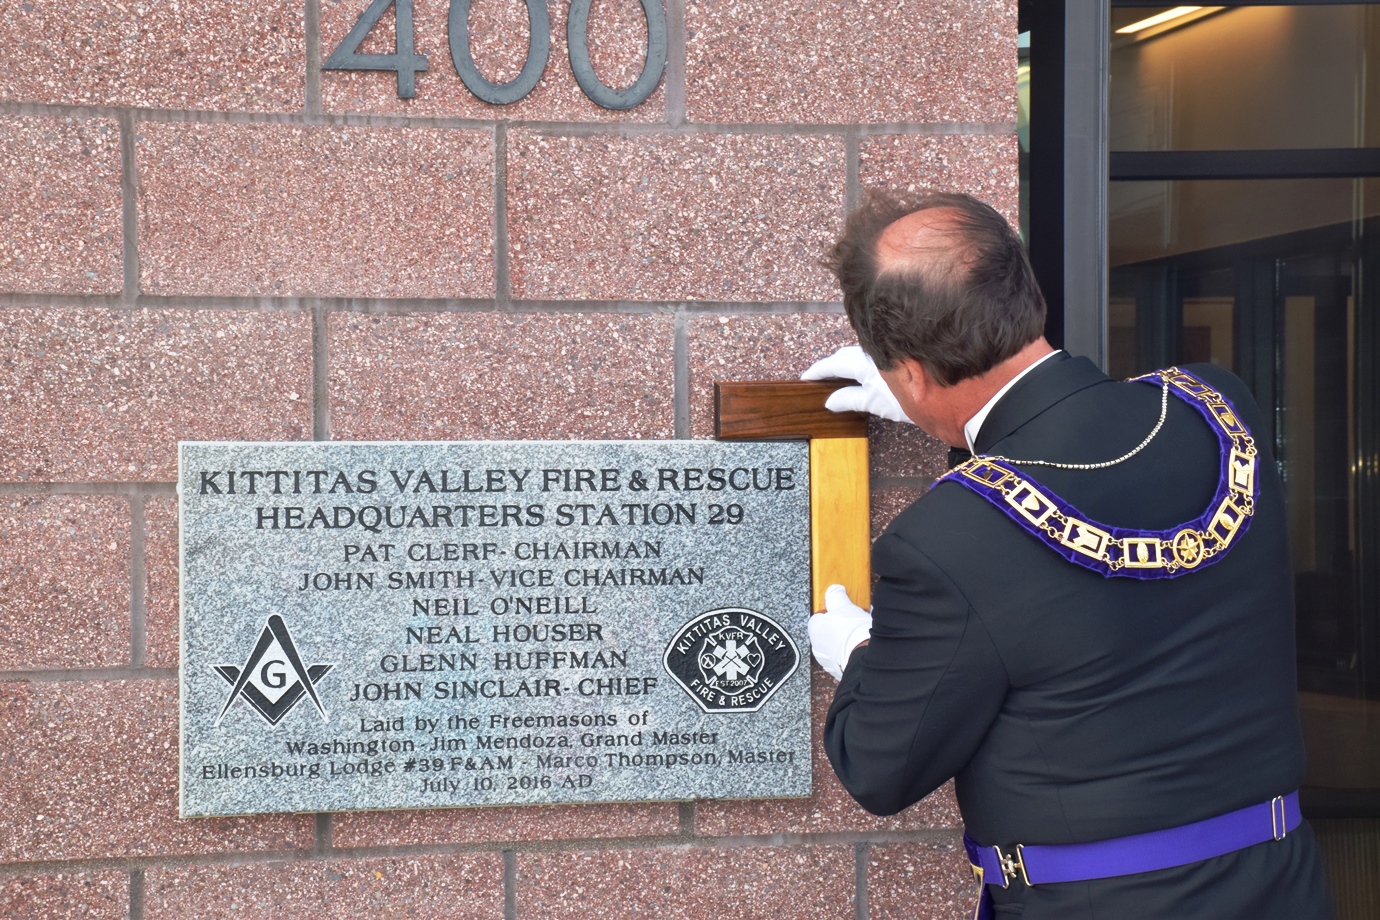 400
KITTITAS VALLEY FIRE & RESCUE
HEADQUARTERS STATION 29
PAT CLERF- CHAIRMAN
JOHN SMITH-VICE CHAIRMAN
NEIL O'NEILL
NEAL HOUSER
GLENN HUFFMAN
JOHN SINCLAIR- CHIEF
G
KITTITAS VALLEY
KVFR
EST 2007
FIRE & RESCUE
Laid by the Freemasons of
Washington-Jim Mendoza, Grand Master
Ellensburg Lodge #39 F&AM - Marco Thompson, Master
July 10, 2016 AD